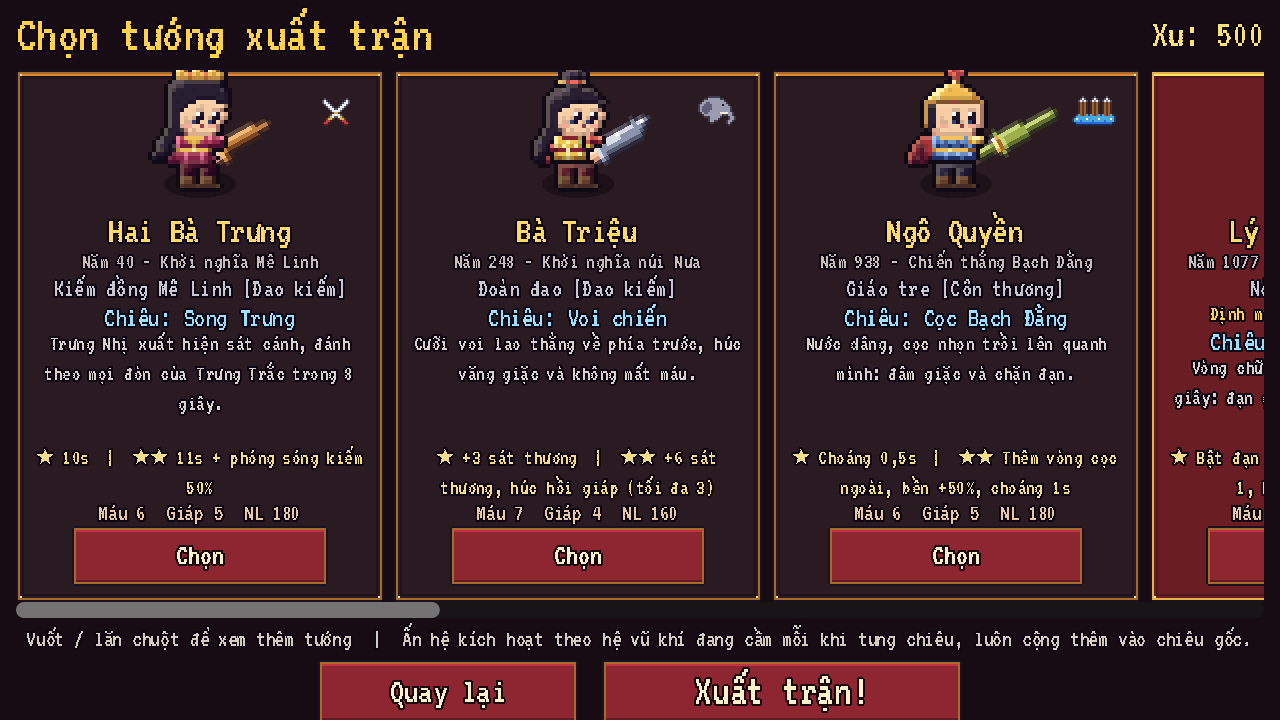 Chọn tướng xuất trận
Xu: 500
Hai Bà Trưng
Năm 40 - Khởi nghĩa Mê Linh
Kiếm đồng Mê Linh [Đao kiếm]
Chiêu: Song Trưng
Trưng Nhị xuất hiện sát cánh, đánh
theo mọi đòn của Trưng Trắc trong 8
giây.
★ 10s | ★★ 11s + phóng sóng kiếm
50%
Máu 6 Giáp 5 NL 180
Chọn
Bà Triệu
Năm 248 - Khởi nghĩa núi Nưa
Đoản đao [Đao kiếm]
Chiêu: Voi chiến
Cưỡi voi lao thẳng về phía trước, húc
văng giặc và không mất máu.
★ +3 sát thương | ★★ +6 sát
thương, húc hồi giáp (tối đa 3)
Máu 7 Giáp 4 NL 160
Chọn
Ngô Quyền
Năm 938 - Chiến thắng Bạch Đằng
Giáo tre [Côn thương]
Chiêu: Cọc Bạch Đằng
Nước dâng, cọc nhọn trồi lên quanh
mình: đâm giặc và chặn đạn.
★ Choáng 0,5s | ★★ Thêm vòng cọc
ngoài, bền +50%, choáng 1s
Máu 6 Giáp 5 NL 180
Chọn
Lý
Năm 1077
Định
Chiêu
Vòng chữ
giây: đạn
★ Bật đạn
1,
Máu
Vuốt / lăn chuột để xem thêm tướng | Ấn hệ kích hoạt theo hệ vũ khí đang cầm mỗi khi tung chiêu, luôn cộng thêm vào chiêu gốc.
Quay lại
Xuất trận!